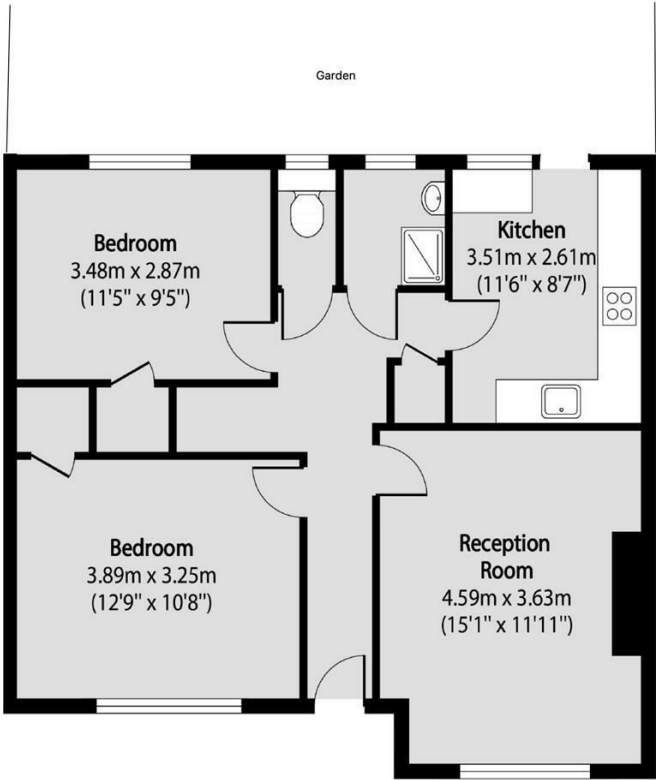 Garden
Bedroom
3.48m x 2.87m
(11'5" x 9'5")
Kitchen
3.51m x 2.61m
(11'6" x 8'7")
Bedroom
3.89m x 3.25m
(12'9" x 10'8")
Reception
Room
4.59m x 3.63m
(15'1" x 11'11")